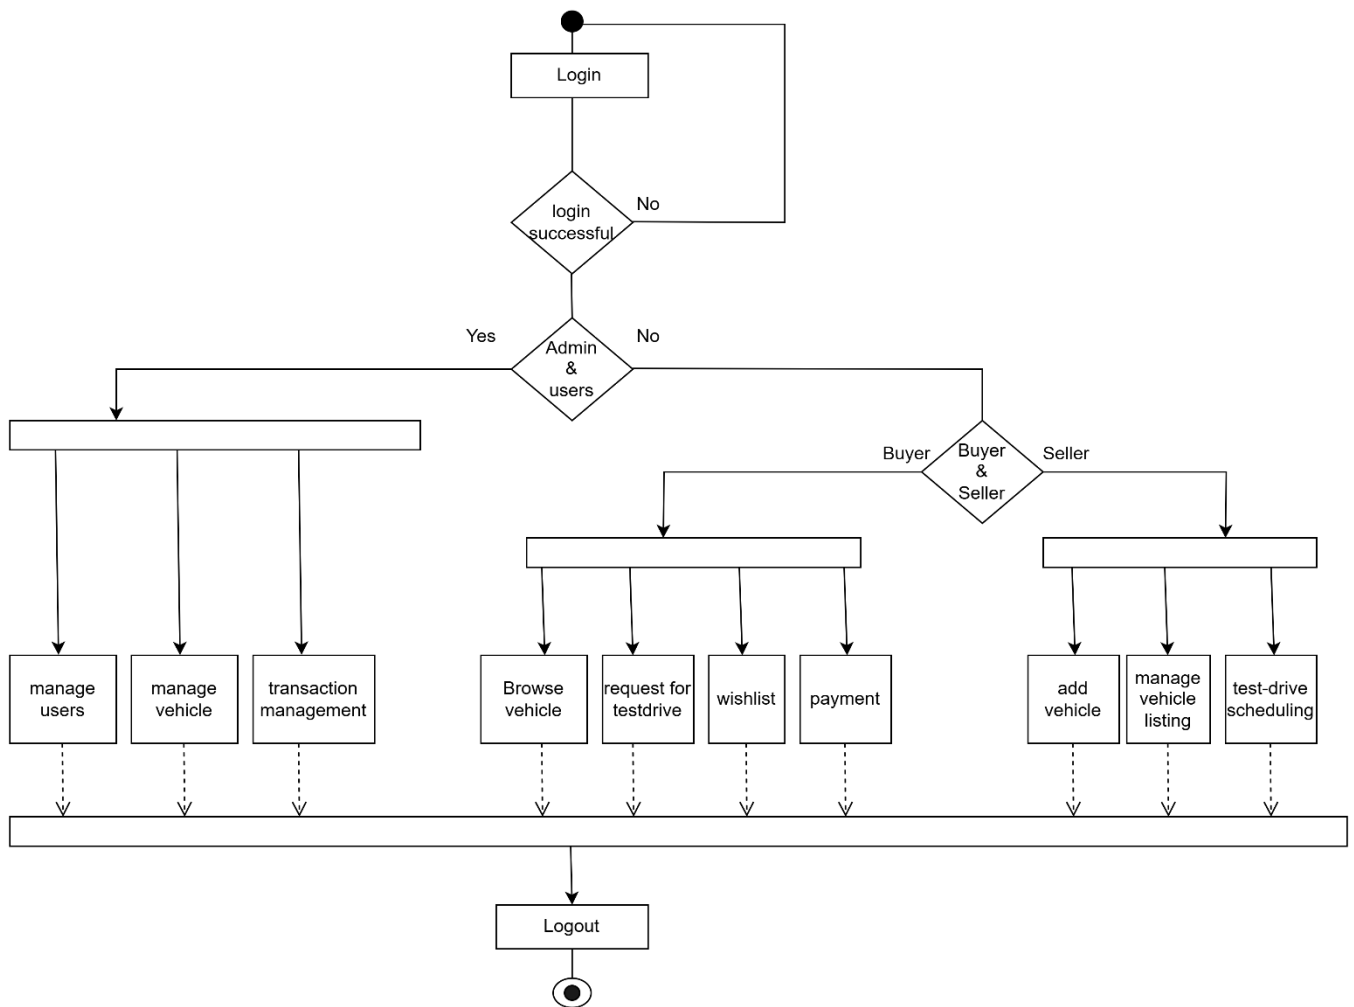 Login
login
successful
No
Yes
Admin
&
users
No
Buyer
Buyer
&
Seller
Seller
manage
users
manage
vehicle
transaction
management
Browse
vehicle
request for
testdrive
wishlist
payment
add
vehicle
manage
vehicle
listing
test-drive
scheduling
Logout